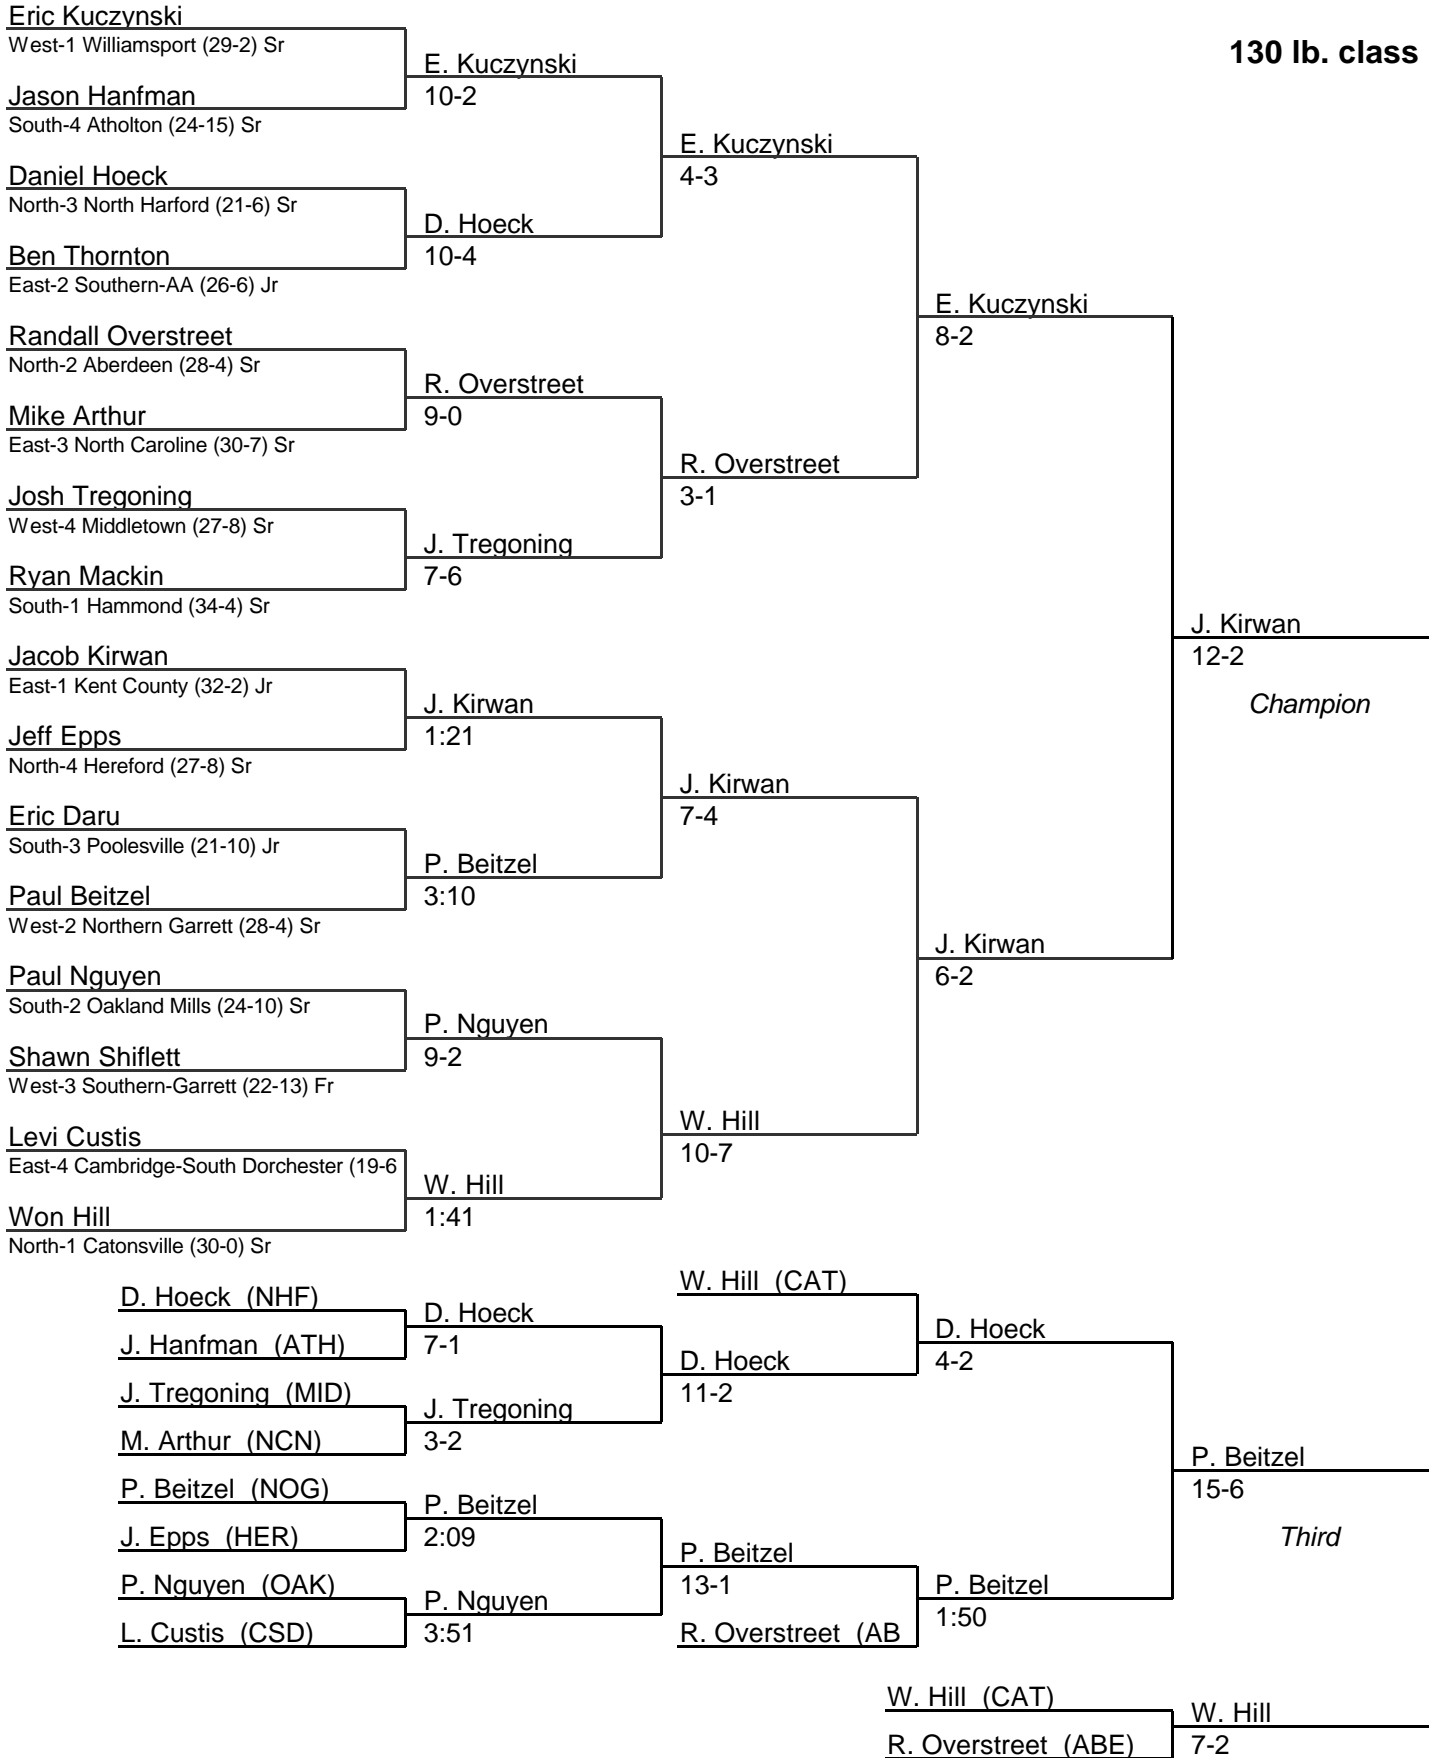 130 lb. class
Eric Kuczynski
West-1 Williamsport (29-2) Sr
Jason Hanfman
South-4 Atholton (24-15) Sr
Daniel Hoeck
North-3 North Harford (21-6) Sr
Ben Thornton
East-2 Southern-AA (26-6) Jr
Randall Overstreet
North-2 Aberdeen (28-4) Sr
Mike Arthur
East-3 North Caroline (30-7) Sr
Josh Tregoning
West-4 Middletown (27-8) Sr
Ryan Mackin
South-1 Hammond (34-4) Sr
Jacob Kirwan
East-1 Kent County (32-2) Jr
Jeff Epps
North-4 Hereford (27-8) Sr
Eric Daru
South-3 Poolesville (21-10) Jr
Paul Beitzel
West-2 Northern Garrett (28-4) Sr
Paul Nguyen
South-2 Oakland Mills (24-10) Sr
Shawn Shiflett
West-3 Southern-Garrett (22-13) Fr
Levi Custis
East-4 Cambridge-South Dorchester (19-6
Won Hill
North-1 Catonsville (30-0) Sr
E. Kuczynski
10-2
D. Hoeck
10-4
R. Overstreet
9-0
J. Tregoning
7-6
J. Kirwan
1:21
P. Beitzel
3:10
P. Nguyen
9-2
W. Hill
1:41
E. Kuczynski
4-3
R. Overstreet
3-1
J. Kirwan
7-4
W. Hill
10-7
E. Kuczynski
8-2
J. Kirwan
6-2
J. Kirwan
12-2
Champion
D. Hoeck (NHF)
J. Hanfman (ATH)
J. Tregoning (MID)
M. Arthur (NCN)
P. Beitzel (NOG)
J. Epps (HER)
P. Nguyen (OAK)
L. Custis (CSD)
D. Hoeck
7-1
J. Tregoning
3-2
P. Beitzel
2:09
P. Nguyen
3:51
W. Hill (CAT)
D. Hoeck
11-2
P. Beitzel
13-1
R. Overstreet (AB
D. Hoeck
4-2
P. Beitzel
1:50
P. Beitzel
15-6
Third
W. Hill (CAT)
R. Overstreet (ABE)
W. Hill
7-2